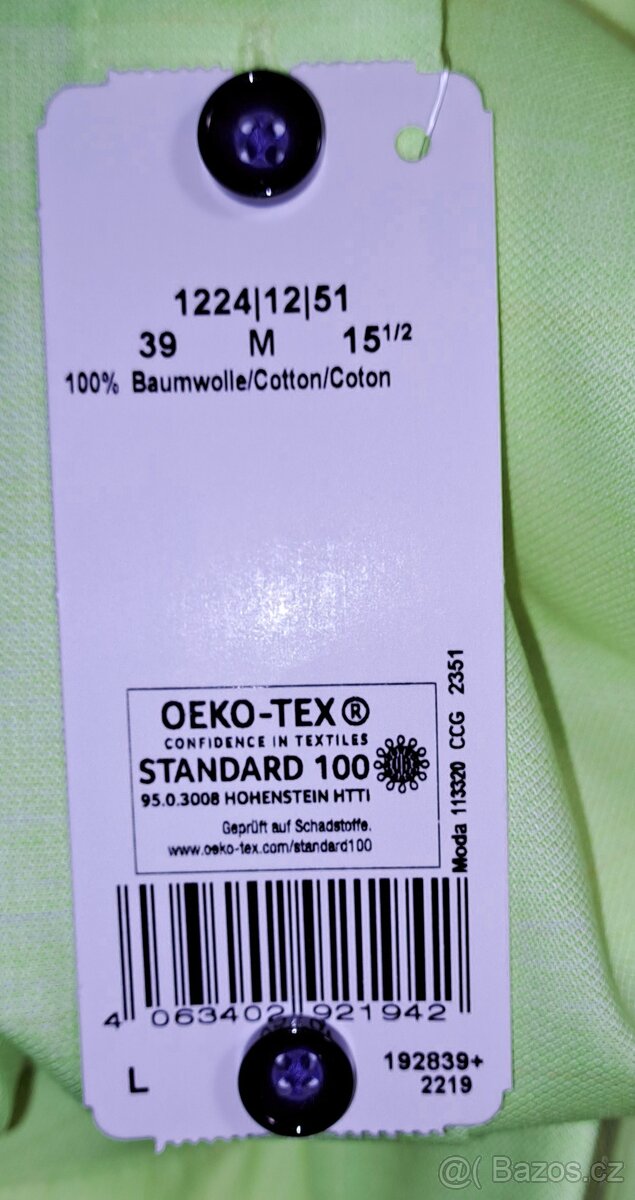 1224|12|51
39 M 15 1/2
100% Baumwolle/Cotton/Coton
OEKO-TEX®
CONFIDENCE IN TEXTILES
STANDARD 100
95.0.3008 HOHENSTEIN HTTI
Geprüft auf Schadstoffe.
www.oeko-tex.com/standard100
Moda 113320 CCG 2351
4 063402 921942
L
192839+
2219
@( Bazos.cz